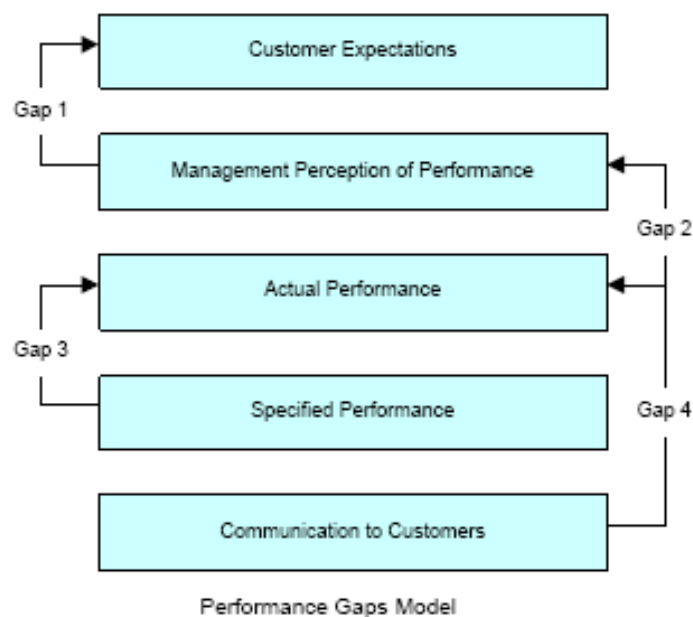 Customer Expectations
Gap 1
Management Perception of Performance
Gap 2
Actual Performance
Gap 3
Specified Performance
Gap 4
Communication to Customers
Performance Gaps Model